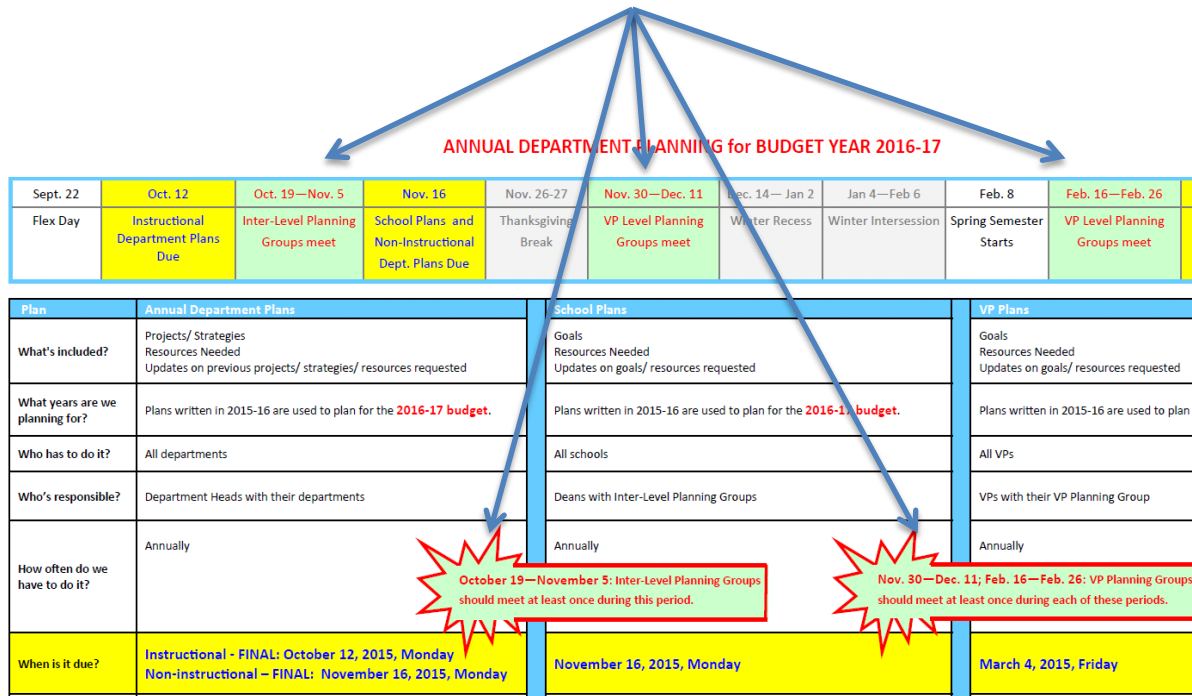 ANNUAL DEPARTMENT PLANNING for BUDGET YEAR 2016-17
Sept. 22
Oct. 12
Oct. 19—Nov. 5
Nov. 16
Nov. 26-27
Nov. 30—Dec. 11
Dec. 14— Jan 2
Jan 4—Feb 6
Feb. 8
Feb. 16—Feb. 26
Flex Day
Instructional
Department Plans
Due
Inter-Level Planning
Groups meet
School Plans and
Non-Instructional
Dept. Plans Due
Thanksgiving
Break
VP Level Planning
Groups meet
Winter Recess
Winter Intersession
Spring Semester
Starts
VP Level Planning
Groups meet
Plan
Annual Department Plans
School Plans
VP Plans
What's included?
Projects/ Strategies
Resources Needed
Updates on previous projects/ strategies/ resources requested
Goals
Resources Needed
Updates on goals/ resources requested
Goals
Resources Needed
Updates on goals/ resources requested
What years are we
planning for?
Plans written in 2015-16 are used to plan for the 2016-17 budget.
Plans written in 2015-16 are used to plan for the 2016-17 budget.
Plans written in 2015-16 are used to plan
Who has to do it?
All departments
All schools
All VPs
Who's responsible?
Department Heads with their departments
Deans with Inter-Level Planning Groups
VPs with their VP Planning Group
How often do we
have to do it?
Annually
Annually
Annually
October 19—November 5: Inter-Level Planning Groups
should meet at least once during this period.
Nov. 30—Dec. 11; Feb. 16—Feb. 26: VP Planning Groups
should meet at least once during each of these periods.
When is it due?
Instructional - FINAL: October 12, 2015, Monday
Non-instructional – FINAL: November 16, 2015, Monday
November 16, 2015, Monday
March 4, 2015, Friday